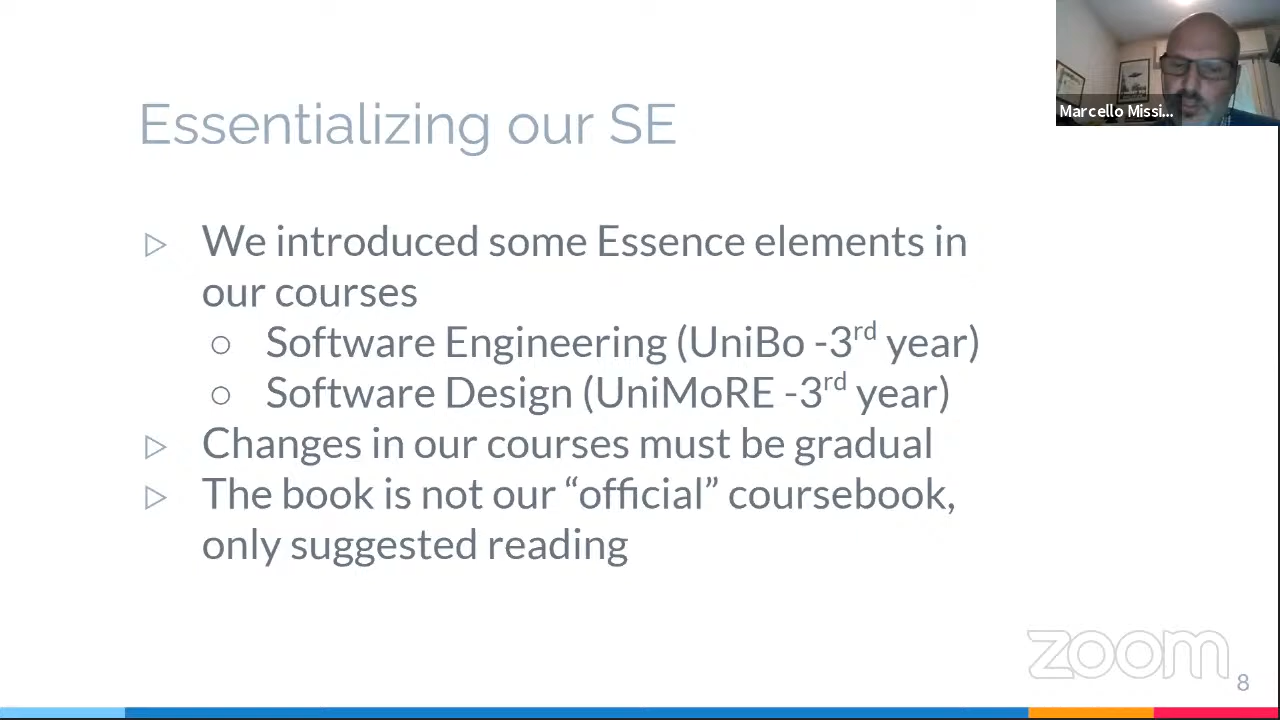 Marcello Missi...
Essentializing our SE
We introduced some Essence elements in
our courses
Software Engineering (UniBo -3rd year)
Software Design (UniMoRE -3rd year)
Changes in our courses must be gradual
The book is not our “official” coursebook,
only suggested reading
zoom
8